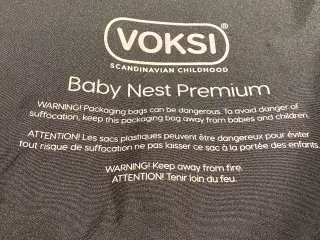 VOKSI®
SCANDINAVIAN CHILDHOOD
Baby Nest Premium
WARNING! Packaging bags can be dangerous. To avoid danger of
suffocation, keep this packaging bag away from babies and children.
ATTENTION! Les sacs plastiques peuvent être dangereux pour éviter
tout risque de suffocation ne pas laisser ce sac à la portée des enfants.
WARNING! Keep away from fire.
ATTENTION! Tenir loin du feu.